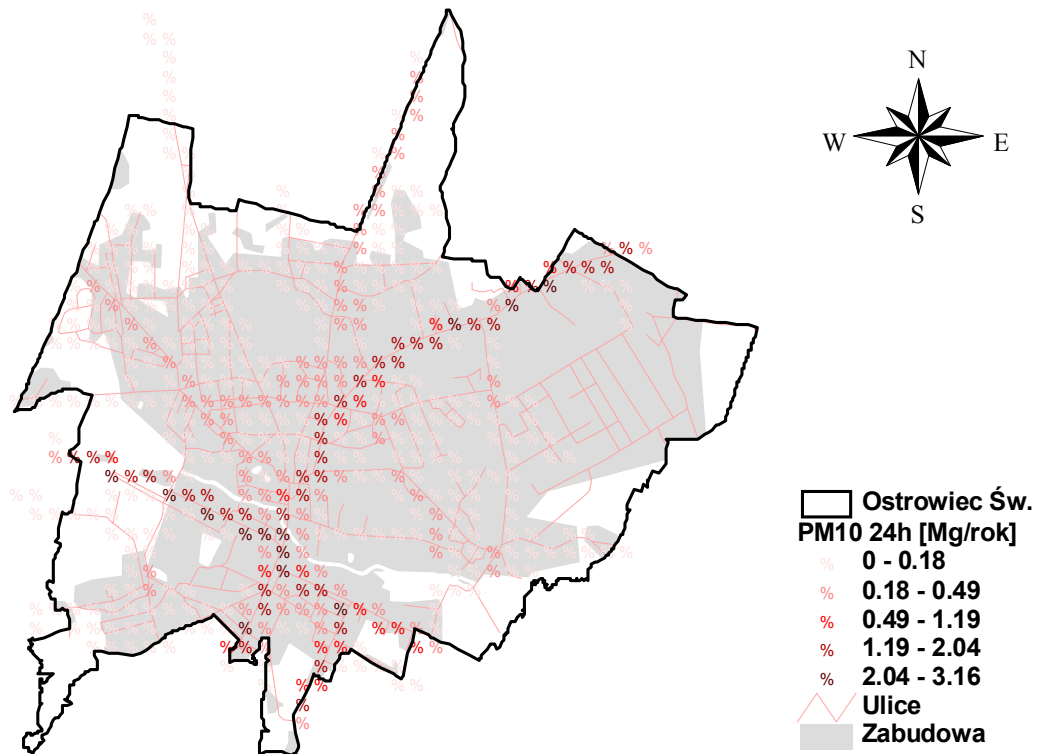 N
W
E
S
Ostrowiec Św.
PM10 24h [Mg/rok]
% 0 - 0.18
% 0.18 - 0.49
% 0.49 - 1.19
% 1.19 - 2.04
% 2.04 - 3.16
Ulice
Zabudowa